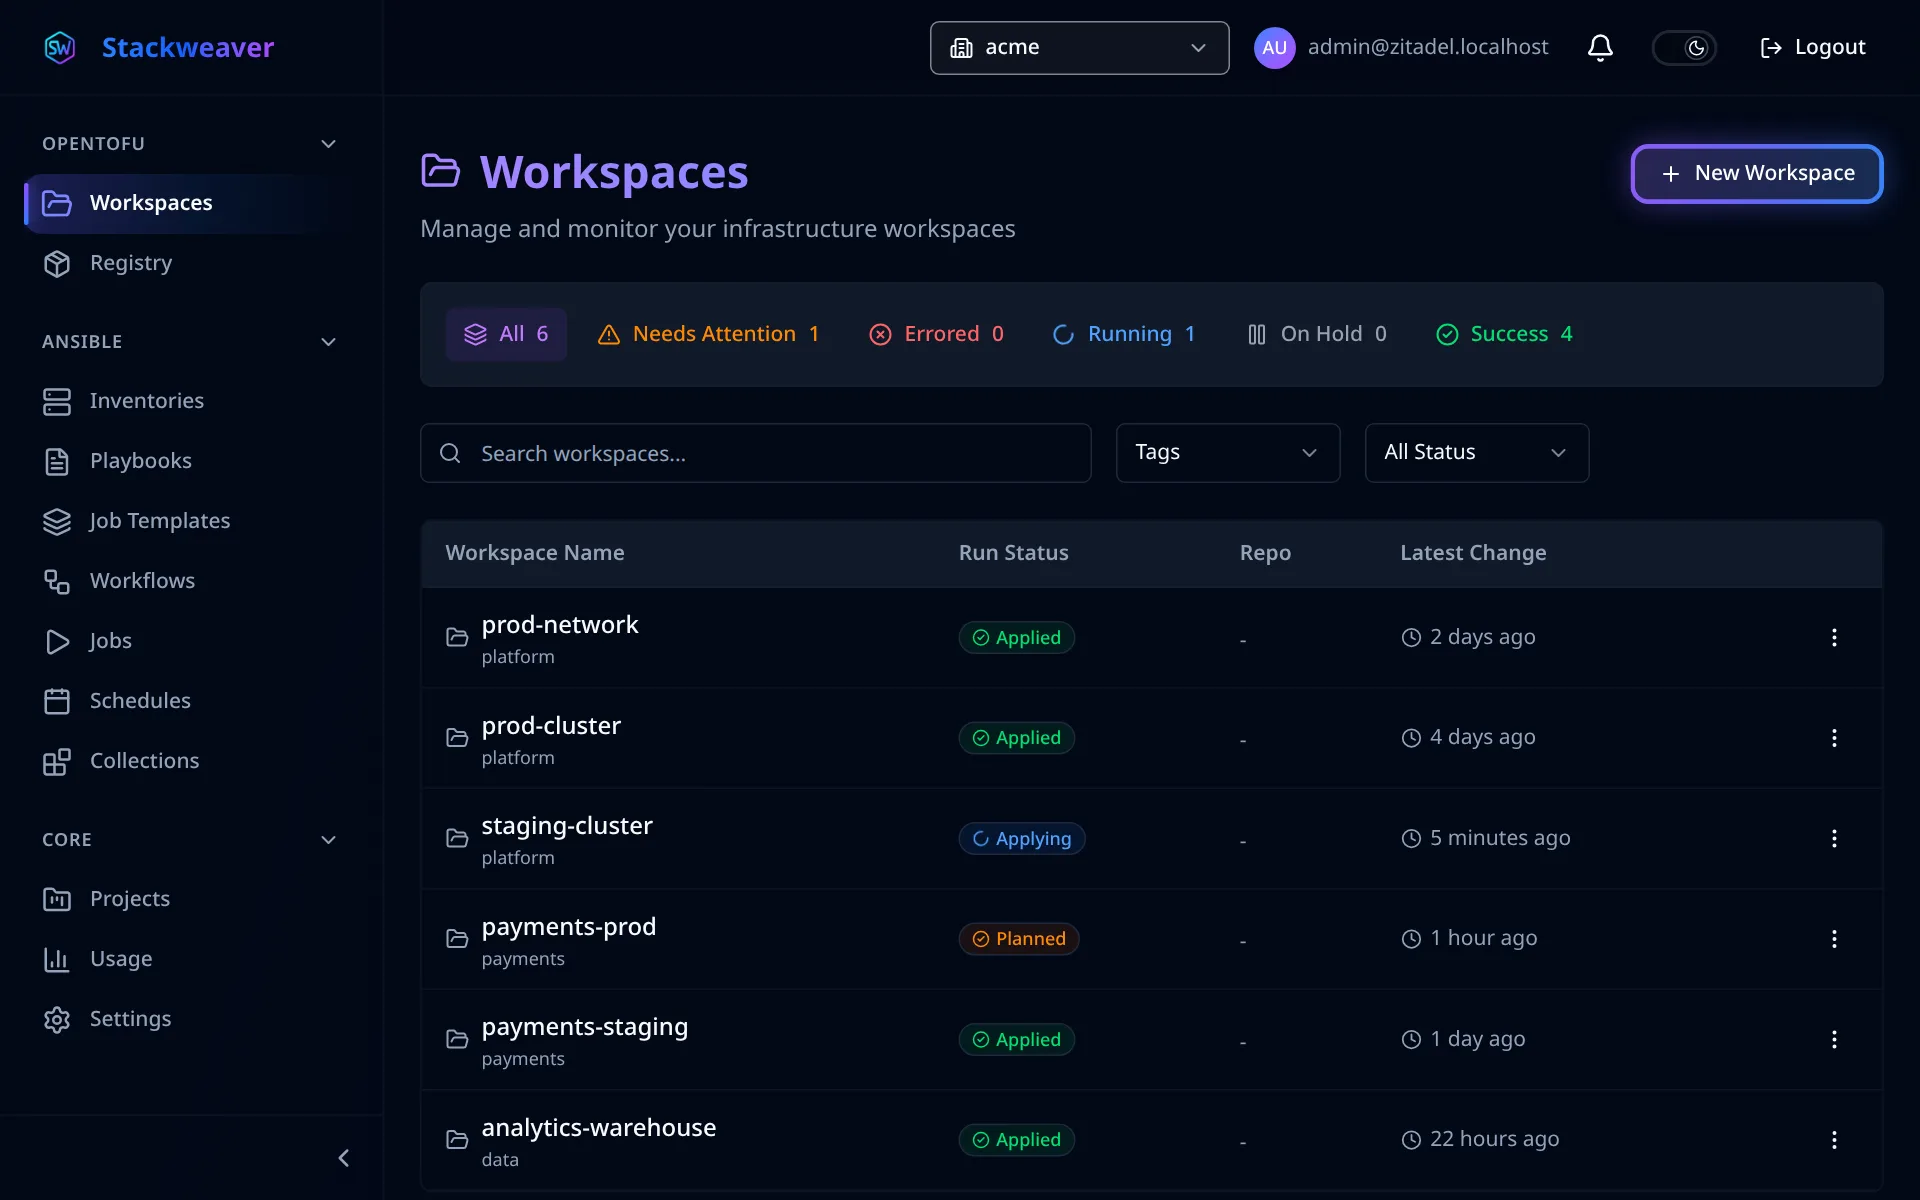 SW Stackweaver
acme
AU admin@zitadel.localhost
Logout
OPENTOFU
Workspaces
Registry
ANSIBLE
Inventories
Playbooks
Job Templates
Workflows
Jobs
Schedules
Collections
CORE
Projects
Usage
Settings
Workspaces
New Workspace
Manage and monitor your infrastructure workspaces
All 6 Needs Attention 1 Errored 0 Running 1 On Hold 0 Success 4
Search workspaces... Tags All Status
Workspace Name Run Status Repo Latest Change
prod-network
platform
Applied - 2 days ago
prod-cluster
platform
Applied - 4 days ago
staging-cluster
platform
Applying - 5 minutes ago
payments-prod
payments
Planned - 1 hour ago
payments-staging
payments
Applied - 1 day ago
analytics-warehouse
data
Applied - 22 hours ago